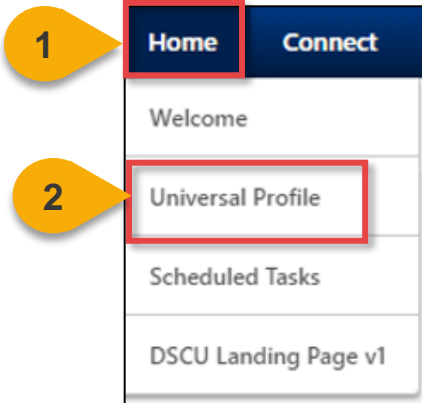 1
Home Connect
Welcome
2
Universal Profile
Scheduled Tasks
DSCU Landing Page v1